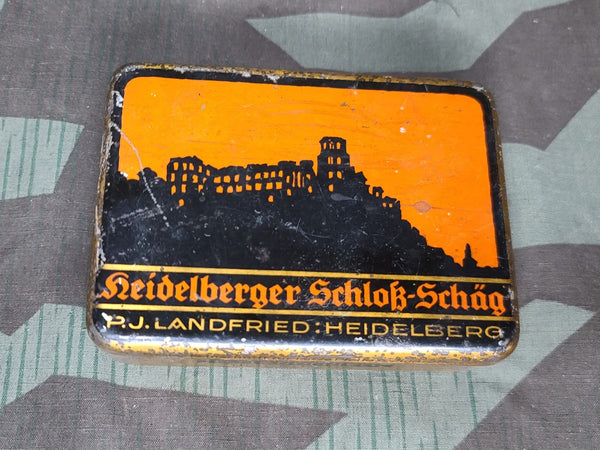 Heidelberger Schloß-Schäg
P.J. LANDFRIED: HEIDELBERG